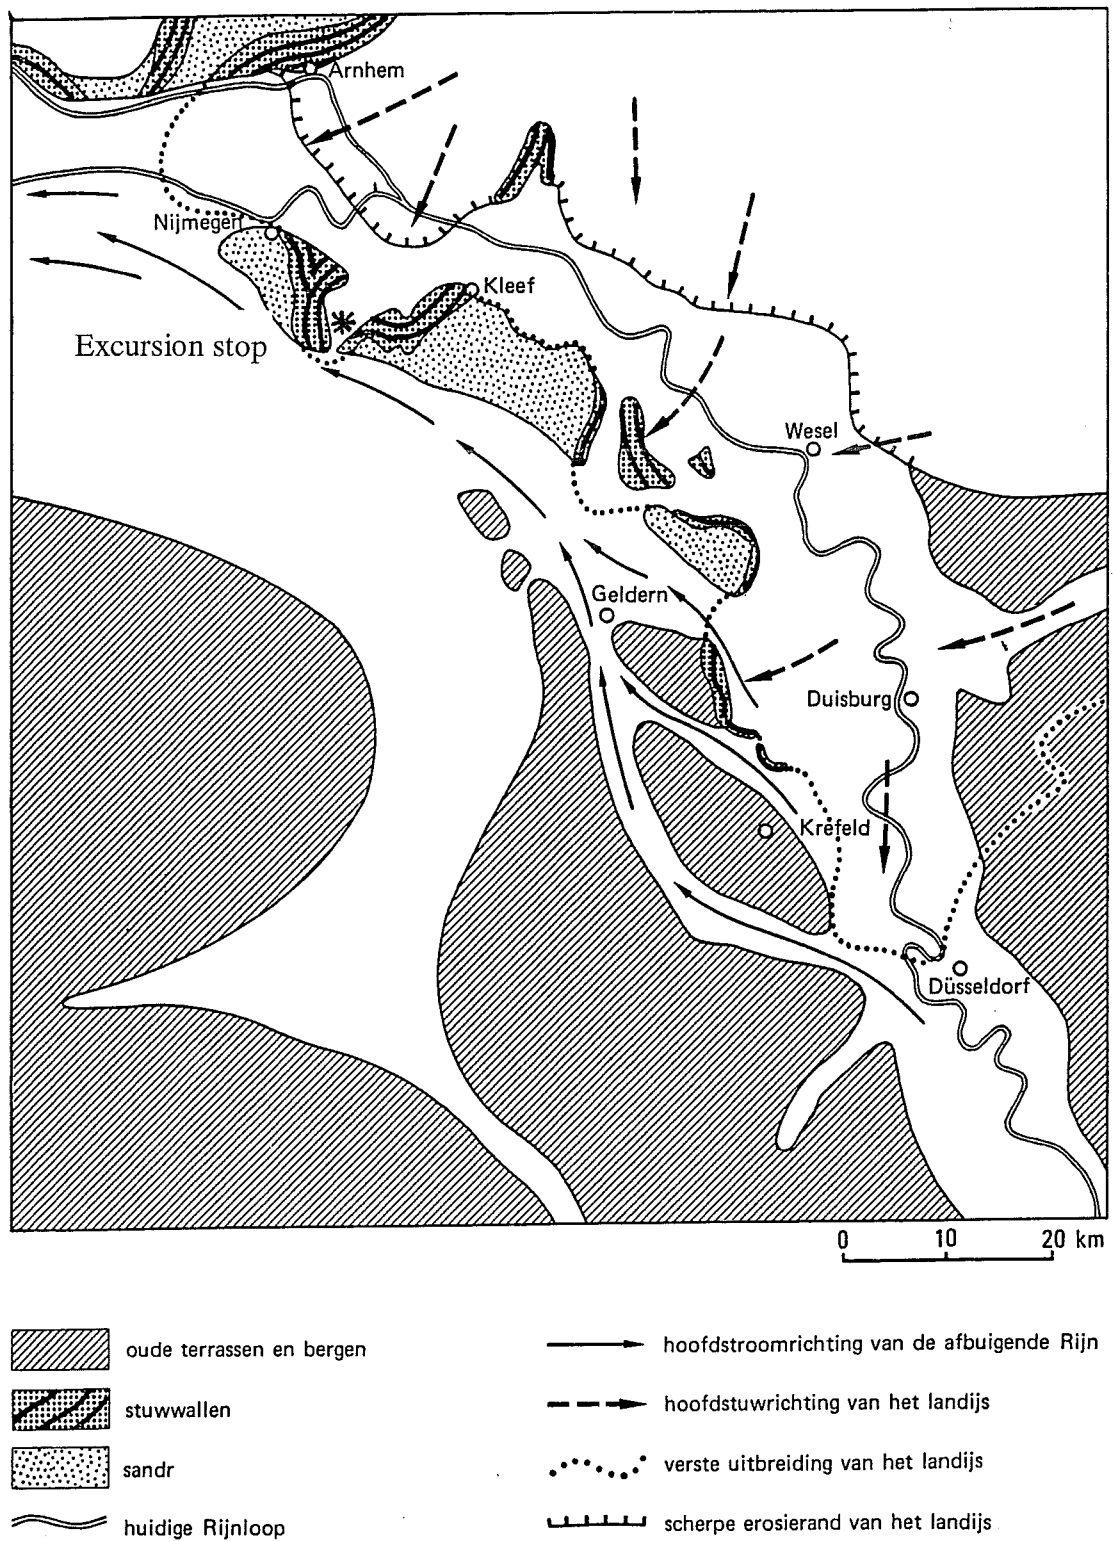 Arnhem
Nijmegen
Kleef
Excursion stop
Wesel
Geldern
Duisburg
Krefeld
Düsseldorf
0 10 20 km
oude terrassen en bergen
stuwwallen
sandr
huidige Rijnloop
hoofdstroomrichting van de afbuigende Rijn
hoofdstuwrichting van het landijs
verste uitbreiding van het landijs
scherpe erosierand van het landijs